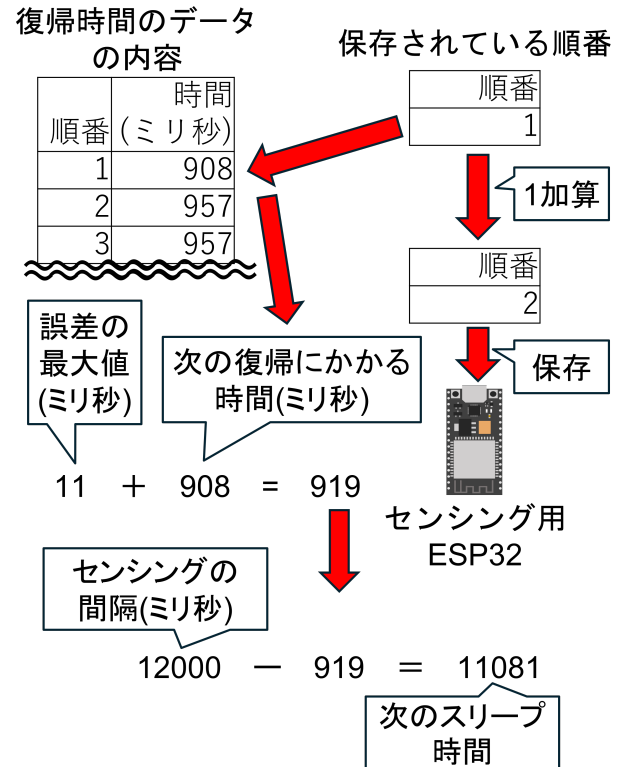 復帰時間のデータ
の内容
時間
順番 (ミリ秒)
1 908
2 957
3 957
保存されている順番
順番
1
1加算
順番
2
保存
センシング用
ESP32
誤差の
最大値
(ミリ秒)
次の復帰にかかる
時間(ミリ秒)
11 + 908 = 919
センシングの
間隔(ミリ秒)
12000 － 919 ＝ 11081
次のスリープ
時間